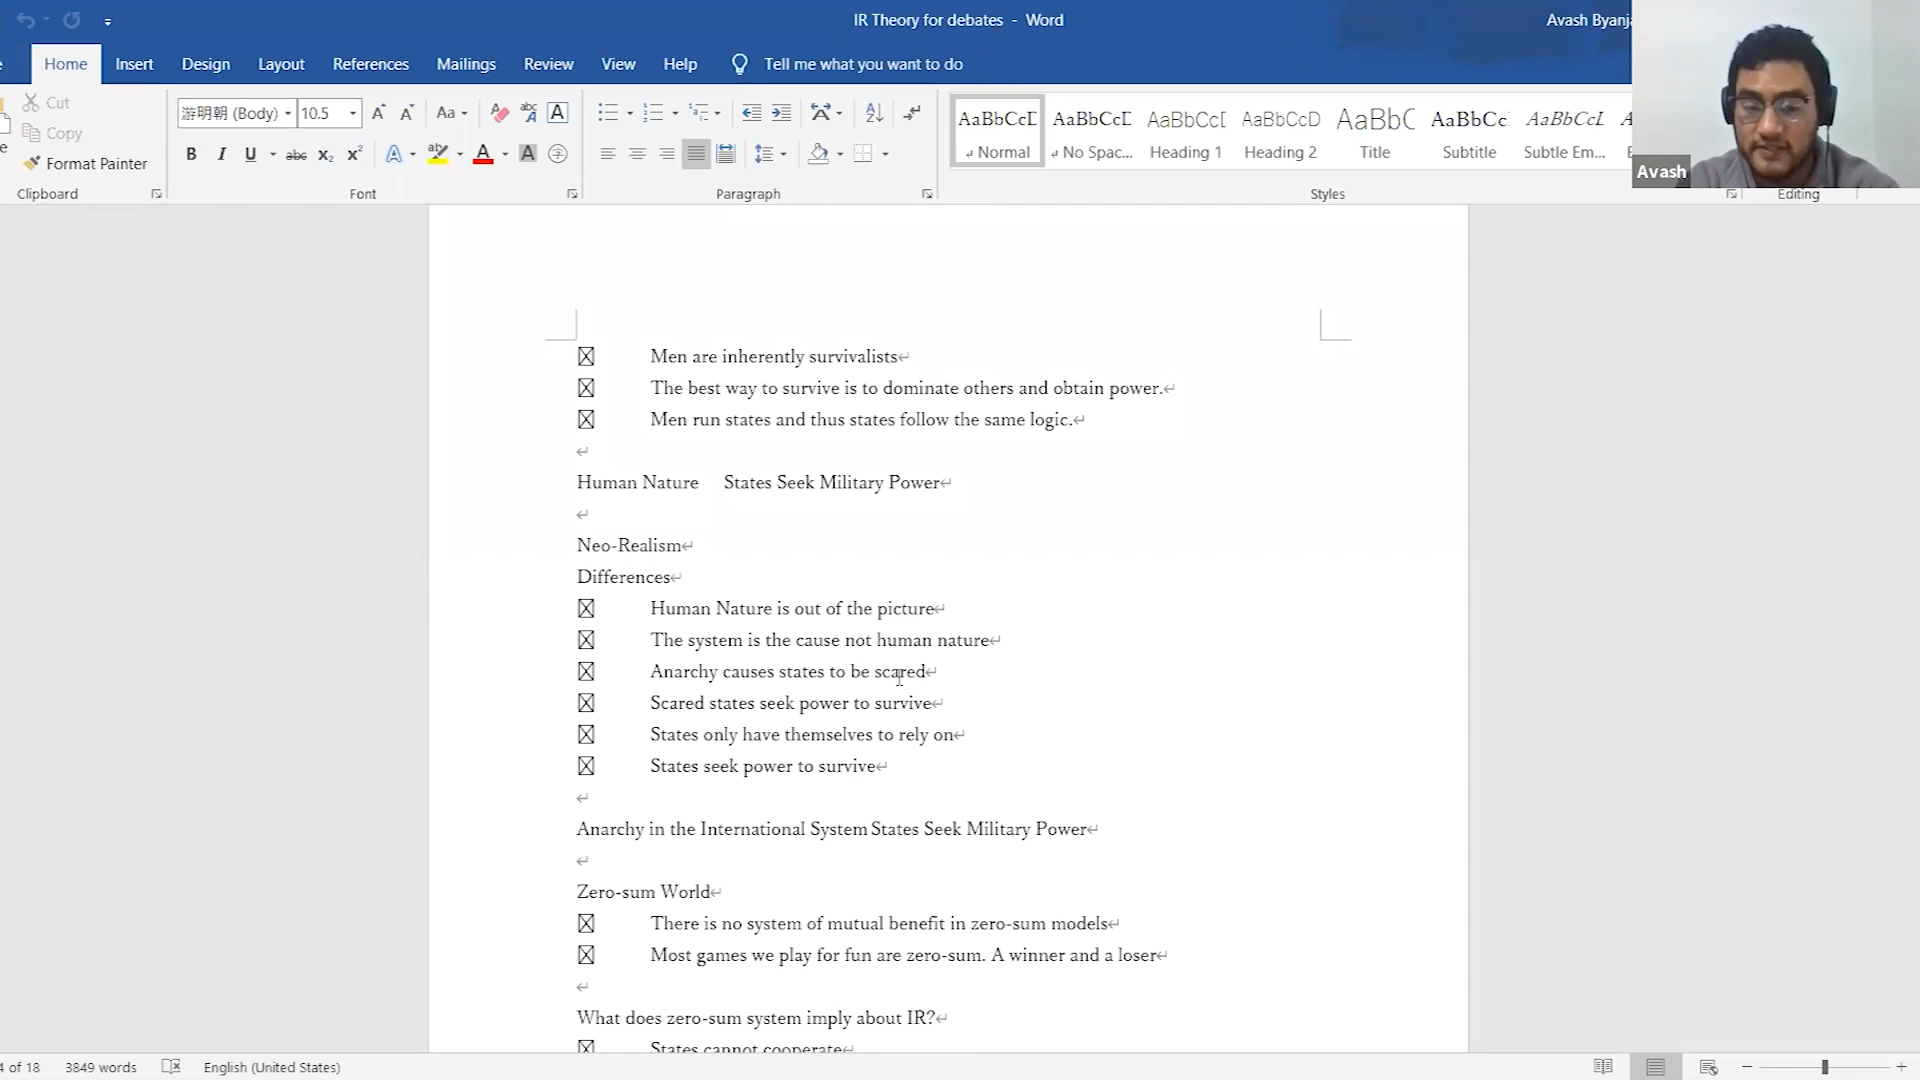 IR Theory for debates - Word
Avash Byanj
Home Insert Design Layout References Mailings Review View Help Tell me what you want to do
Cut
Copy
Format Painter
Clipboard
游明朝 (Body) 10.5
Font
Paragraph
AaBbCcD AaBbCcD AaBbC AaBbCcD AaBbC AaBbCc AaBbCcL
Normal No Spac... Heading 1 Heading 2 Title Subtitle Subtle Em...
Styles
Editing
Avash
Men are inherently survivalists
The best way to survive is to dominate others and obtain power.
Men run states and thus states follow the same logic.
Human Nature States Seek Military Power
Neo-Realism
Differences
Human Nature is out of the picture
The system is the cause not human nature
Anarchy causes states to be scared
Scared states seek power to survive
States only have themselves to rely on
States seek power to survive
Anarchy in the International System States Seek Military Power
Zero-sum World
There is no system of mutual benefit in zero-sum models
Most games we play for fun are zero-sum. A winner and a loser
What does zero-sum system imply about IR?
States cannot cooperate
4 of 18 3849 words English (United States)